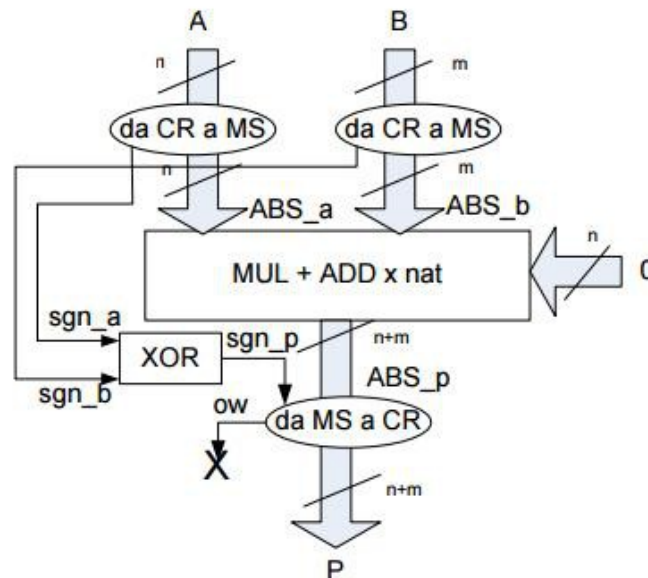 A B
n m
da CR a MS da CR a MS
n m
ABS_a ABS_b
n
MUL + ADD x nat
sgn_a sgn_p n+m
XOR ABS_p
sgn_b ow da MS a CR
X
n+m
P